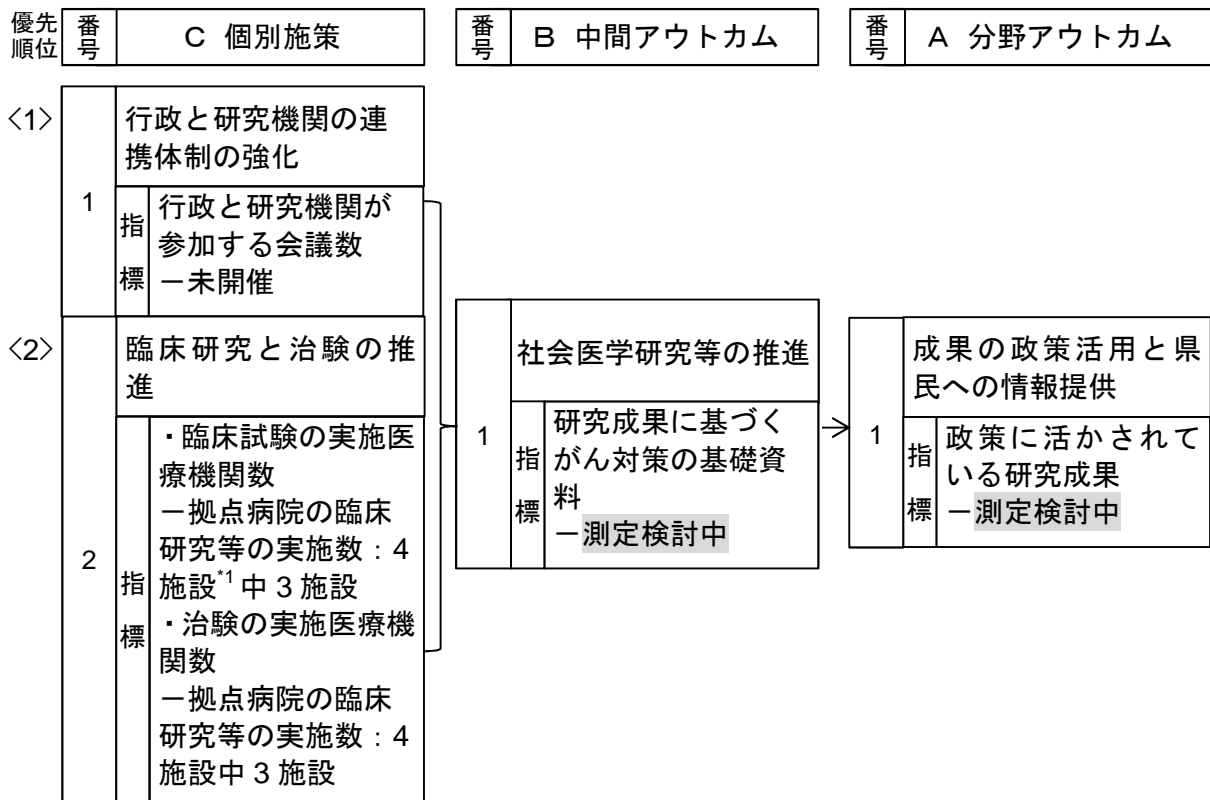 優先
順位
番
号
C 個別施策
番
号
B 中間アウトカム
番
号
A 分野アウトカム
<1>
1
行政と研究機関の連
携体制の強化
指
標
行政と研究機関が
参加する会議数
－未開催
<2>
2
臨床研究と治験の推
進
指
標
・臨床試験の実施医
療機関数
－拠点病院の臨床
研究等の実施数：4
施設*1 中 3 施設
・治験の実施医療機
関数
－拠点病院の臨床
研究等の実施数：4
施設中 3 施設
1
社会医学研究等の推進
指
標
研究成果に基づく
がん対策の基礎資
料
－測定検討中
1
成果の政策活用と県
民への情報提供
指
標
政策に活かされて
いる研究成果
－測定検討中